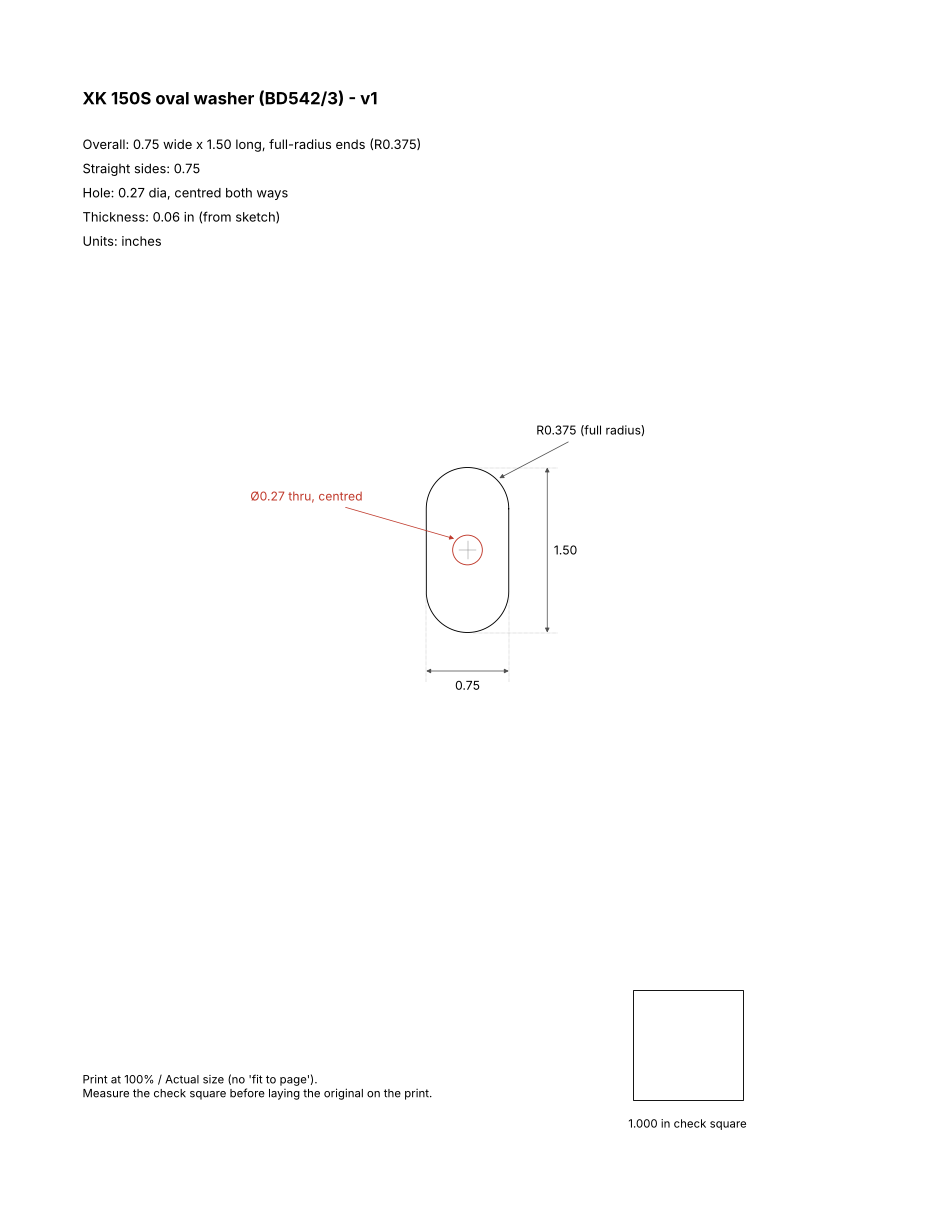 XK 150S oval washer (BD542/3) - v1
Overall: 0.75 wide x 1.50 long, full-radius ends (R0.375)
Straight sides: 0.75
Hole: 0.27 dia, centred both ways
Thickness: 0.06 in (from sketch)
Units: inches
R0.375 (full radius)
Ø0.27 thru, centred
1.50
0.75
Print at 100% / Actual size (no 'fit to page').
Measure the check square before laying the original on the print.
1.000 in check square